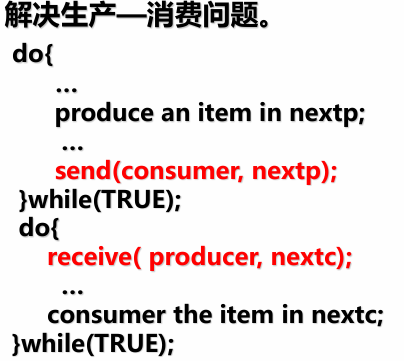 解决生产—消费问题。
do{
…
produce an item in nextp;
…
send(consumer, nextp);
}while(TRUE);
do{
receive( producer, nextc);
…
consumer the item in nextc;
}while(TRUE);